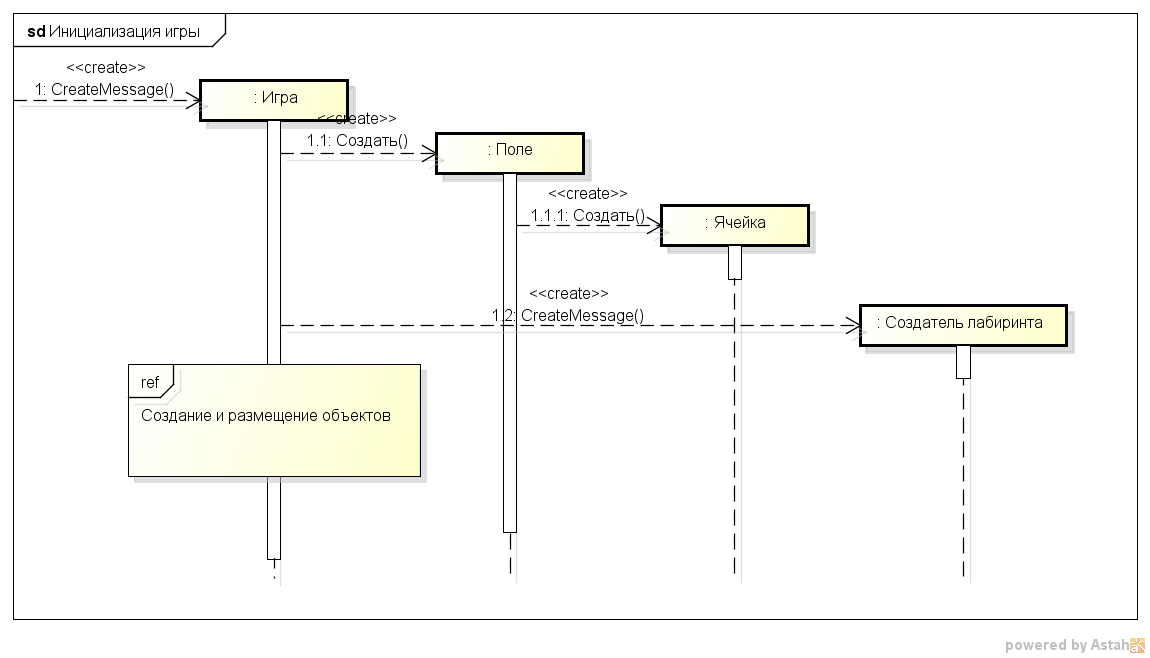 sd Инициализация игры
<<create>>
1: CreateMessage()
: Игра
<<create>>
1.1: Создать()
: Поле
<<create>>
1.1.1: Создать()
: Ячейка
<<create>>
1.2: CreateMessage()
: Создатель лабиринта
ref
Создание и размещение объектов
powered by Astah